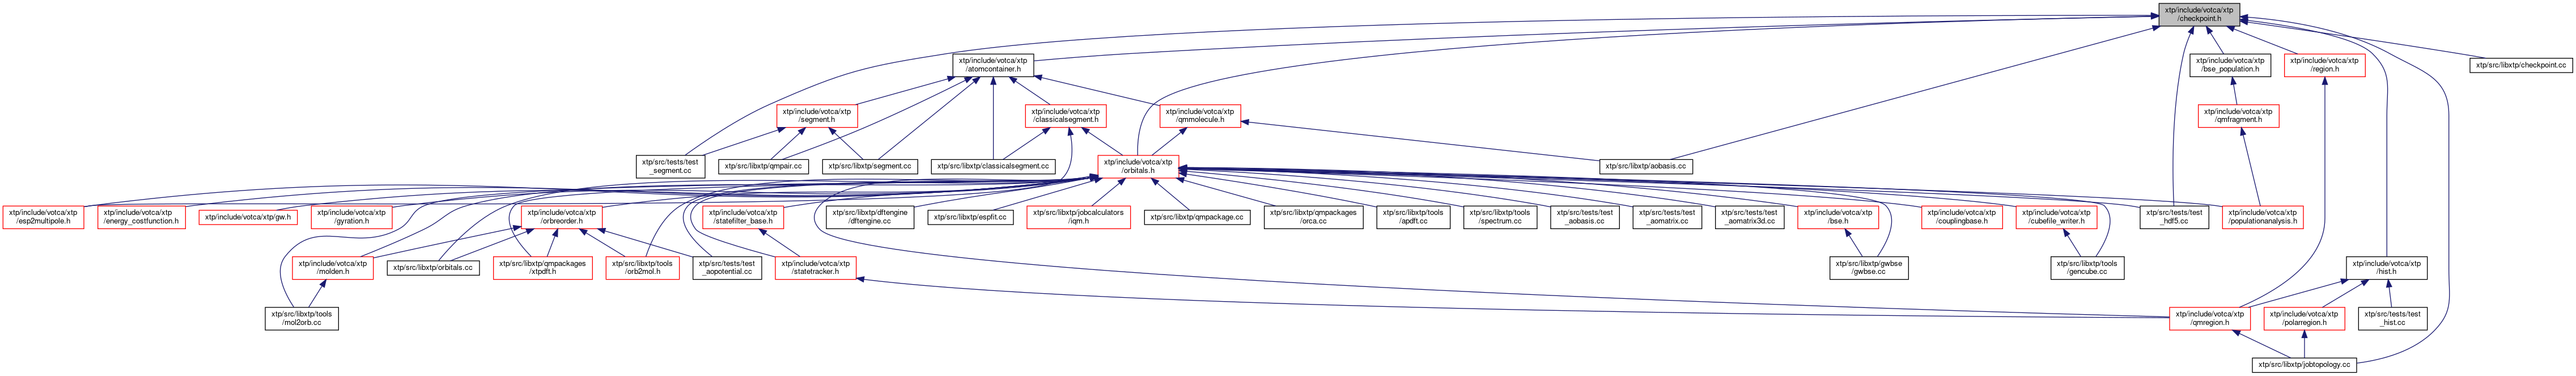 xtp/include/votca/xtp
/checkpoint.h
xtp/include/votca/xtp
/atomcontainer.h
xtp/include/votca/xtp
/bse_population.h
xtp/include/votca/xtp
/region.h
xtp/src/libxtp/checkpoint.cc
xtp/include/votca/xtp
/segment.h
xtp/include/votca/xtp
/classicalsegment.h
xtp/include/votca/xtp
/qmmolecule.h
xtp/include/votca/xtp
/qmfragment.h
xtp/src/tests/test
_segment.cc
xtp/src/libxtp/qmpair.cc
xtp/src/libxtp/segment.cc
xtp/src/libxtp/classicalsegment.cc
xtp/include/votca/xtp
/orbitals.h
xtp/src/libxtp/aobasis.cc
xtp/include/votca/xtp
/esp2multipole.h
xtp/include/votca/xtp
/energy_costfunction.h
xtp/include/votca/xtp/gw.h
xtp/include/votca/xtp
/gyration.h
xtp/include/votca/xtp
/orbreorder.h
xtp/include/votca/xtp
/statefilter_base.h
xtp/src/libxtp/dftengine
/dftengine.cc
xtp/src/libxtp/espfit.cc
xtp/src/libxtp/jobcalculators
/iqm.h
xtp/src/libxtp/qmpackage.cc
xtp/src/libxtp/qmpackages
/orca.cc
xtp/src/libxtp/tools
/apdft.cc
xtp/src/libxtp/tools
/spectrum.cc
xtp/src/tests/test
_aobasis.cc
xtp/src/tests/test
_aomatrix.cc
xtp/src/tests/test
_aomatrix3d.cc
xtp/include/votca/xtp
/bse.h
xtp/include/votca/xtp
/couplingbase.h
xtp/include/votca/xtp
/cubefile_writer.h
xtp/src/tests/test
_hdf5.cc
xtp/include/votca/xtp
/populationanalysis.h
xtp/include/votca/xtp
/molden.h
xtp/src/libxtp/orbitals.cc
xtp/src/libxtp/qmpackages
/xtpdft.h
xtp/src/libxtp/tools
/orb2mol.h
xtp/src/tests/test
_aopotential.cc
xtp/include/votca/xtp
/statetracker.h
xtp/src/libxtp/gwbse
/gwbse.cc
xtp/src/libxtp/tools
/gencube.cc
xtp/include/votca/xtp
/hist.h
xtp/src/libxtp/tools
/mol2orb.cc
xtp/include/votca/xtp
/qmregion.h
xtp/include/votca/xtp
/polarregion.h
xtp/src/tests/test
_hist.cc
xtp/src/libxtp/jobtopology.cc